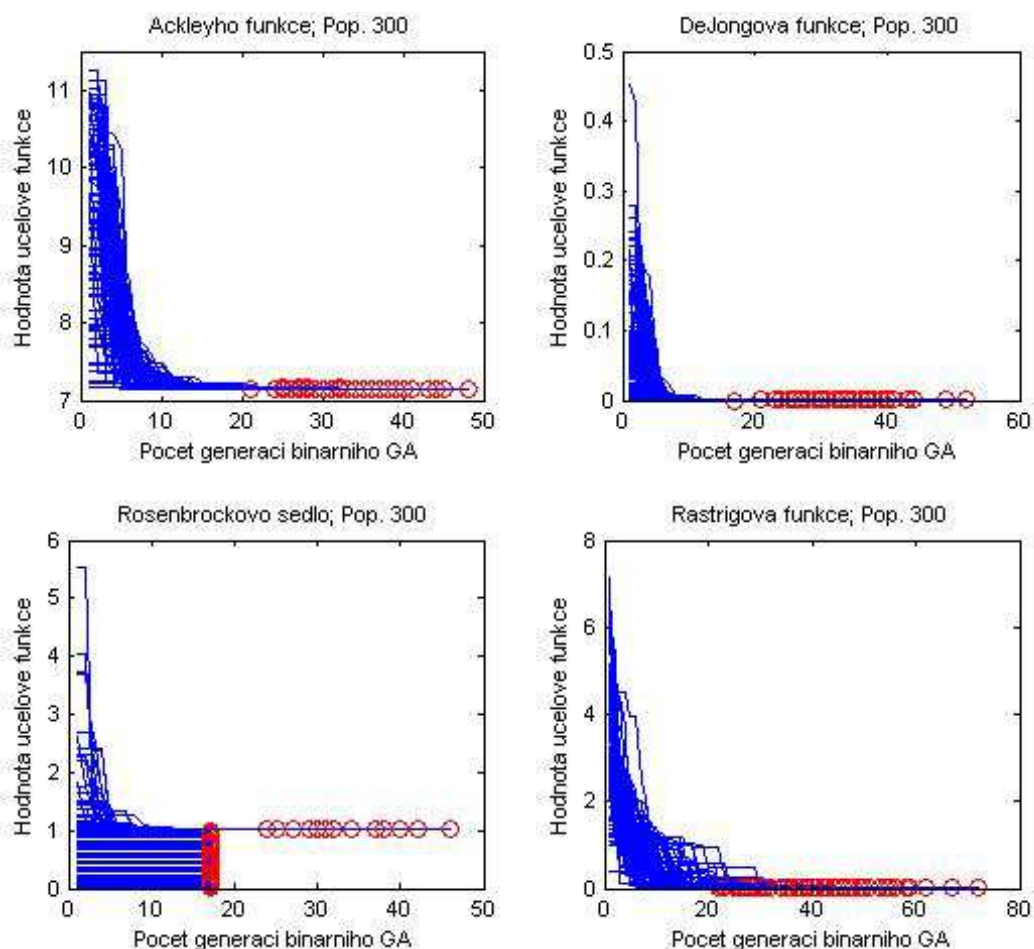 Ackleyho funkce; Pop. 300
Hodnota ucelove funkce
11
10
9
8
7
0 10 20 30 40 50
Pocet generaci binarniho GA
DeJongova funkce; Pop. 300
Hodnota ucelove funkce
0.5
0.4
0.3
0.2
0.1
0
0 20 40 60
Pocet generaci binarniho GA
Rosenbrockovo sedlo; Pop. 300
Hodnota ucelove funkce
6
5
4
3
2
1
0
0 10 20 30 40 50
Pocet generaci binarniho GA
Rastrigova funkce; Pop. 300
Hodnota ucelove funkce
8
6
4
2
0
0 20 40 60 80
Pocet generaci binarniho GA